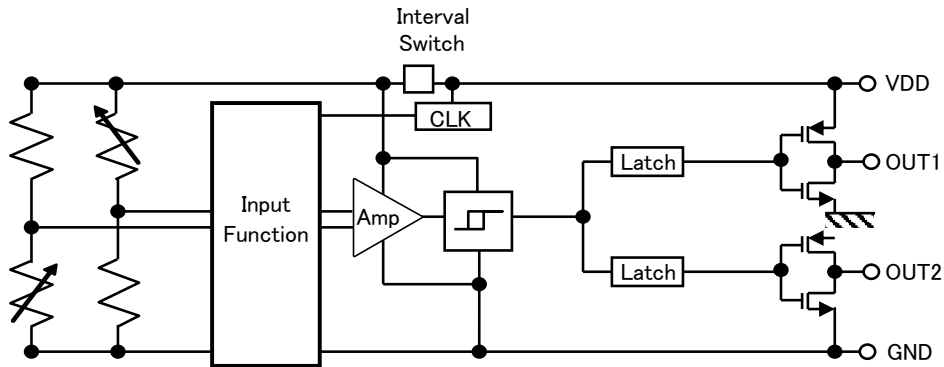 Interval
Switch
VDD
CLK
Latch
OUT1
Input
Function
Amp
Latch
OUT2
GND